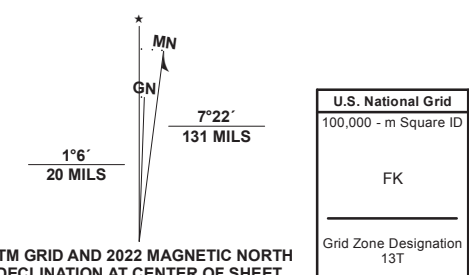 ★
MN
GN
7°22´
131 MILS
1°6´
20 MILS
TM GRID AND 2022 MAGNETIC NORTH
DECLINATION AT CENTER OF SHEET
U.S. National Grid
100,000 - m Square ID
FK
Grid Zone Designation
13T